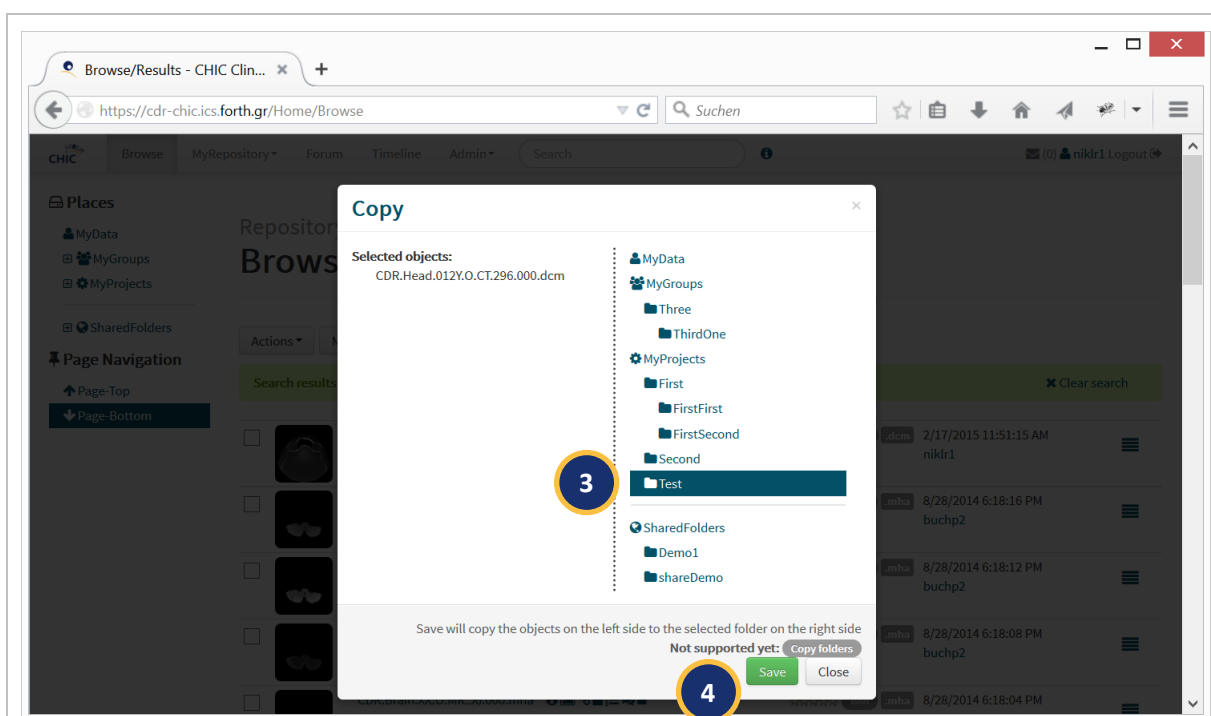 Browse/Results - CHIC Clin...
https://cdr-chic.ics.forth.gr/Home/Browse
Suchen
CHIC Browse MyRepository Forum Timeline Admin Search (0) niklr1 Logout
Places
MyData
MyGroups
MyProjects
SharedFolders
Page Navigation
Page-Top
Page-Bottom
Repositor
Brows
Actions
Search results
Clear search
Copy
Selected objects:
CDR.Head.012Y.O.CT.296.000.dcm
MyData
MyGroups
Three
ThirdOne
MyProjects
First
FirstFirst
FirstSecond
Second
3
Test
SharedFolders
Demo1
shareDemo
Save will copy the objects on the left side to the selected folder on the right side
Not supported yet: Copy folders
4
Save Close
.dcm 2/17/2015 11:51:15 AM
niklr1
.mha 8/28/2014 6:18:16 PM
buchp2
.mha 8/28/2014 6:18:12 PM
buchp2
.mha 8/28/2014 6:18:08 PM
buchp2
.mha 8/28/2014 6:18:04 PM